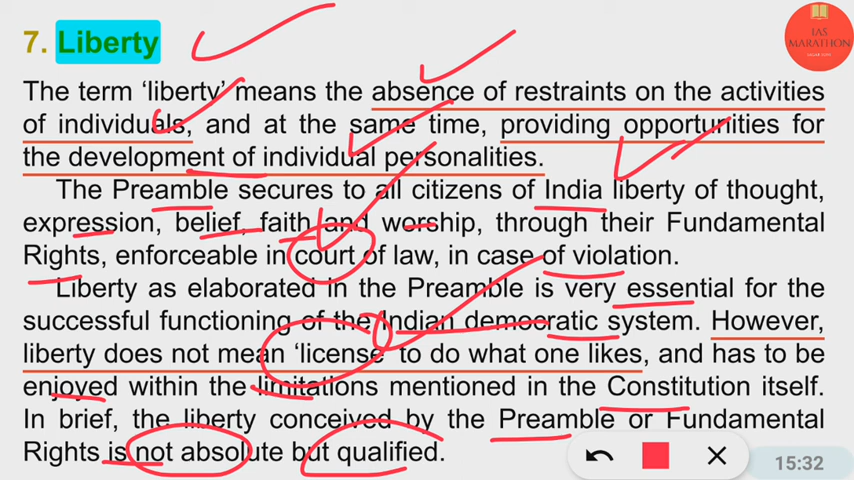 7. Liberty
IAS
MARATHON
The term ‘liberty’ means the absence of restraints on the activities
of individuals, and at the same time, providing opportunities for
the development of individual personalities.
The Preamble secures to all citizens of India liberty of thought,
expression, belief, faith and worship, through their Fundamental
Rights, enforceable in court of law, in case of violation.
Liberty as elaborated in the Preamble is very essential for the
successful functioning of the Indian democratic system. However,
liberty does not mean ‘license’ to do what one likes, and has to be
enjoyed within the limitations mentioned in the Constitution itself.
In brief, the liberty conceived by the Preamble or Fundamental
Rights is not absolute but qualified.
15:32